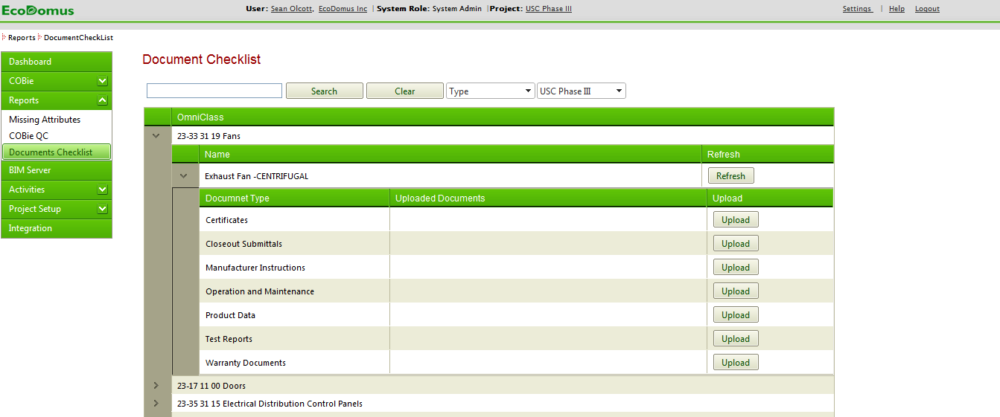 EcoDomus User: Sean Olcott, EcoDomus Inc | System Role: System Admin |Project: USC Phase III Settings | Help Logout
Reports DocumentCheckList
Dashboard
COBie
Reports
Missing Attributes
COBie QC
Documents Checklist
BIM Server
Activities
Project Setup
Integration
Document Checklist
Search Clear Type USC Phase III
OmniClass
23-33 31 19 Fans
Name Refresh
Exhaust Fan -CENTRIFUGAL Refresh
Documnet Type Uploaded Documents Upload
Certificates Upload
Closeout Submittals Upload
Manufacturer Instructions Upload
Operation and Maintenance Upload
Product Data Upload
Test Reports Upload
Warranty Documents Upload
23-17 11 00 Doors
23-35 31 15 Electrical Distribution Control Panels